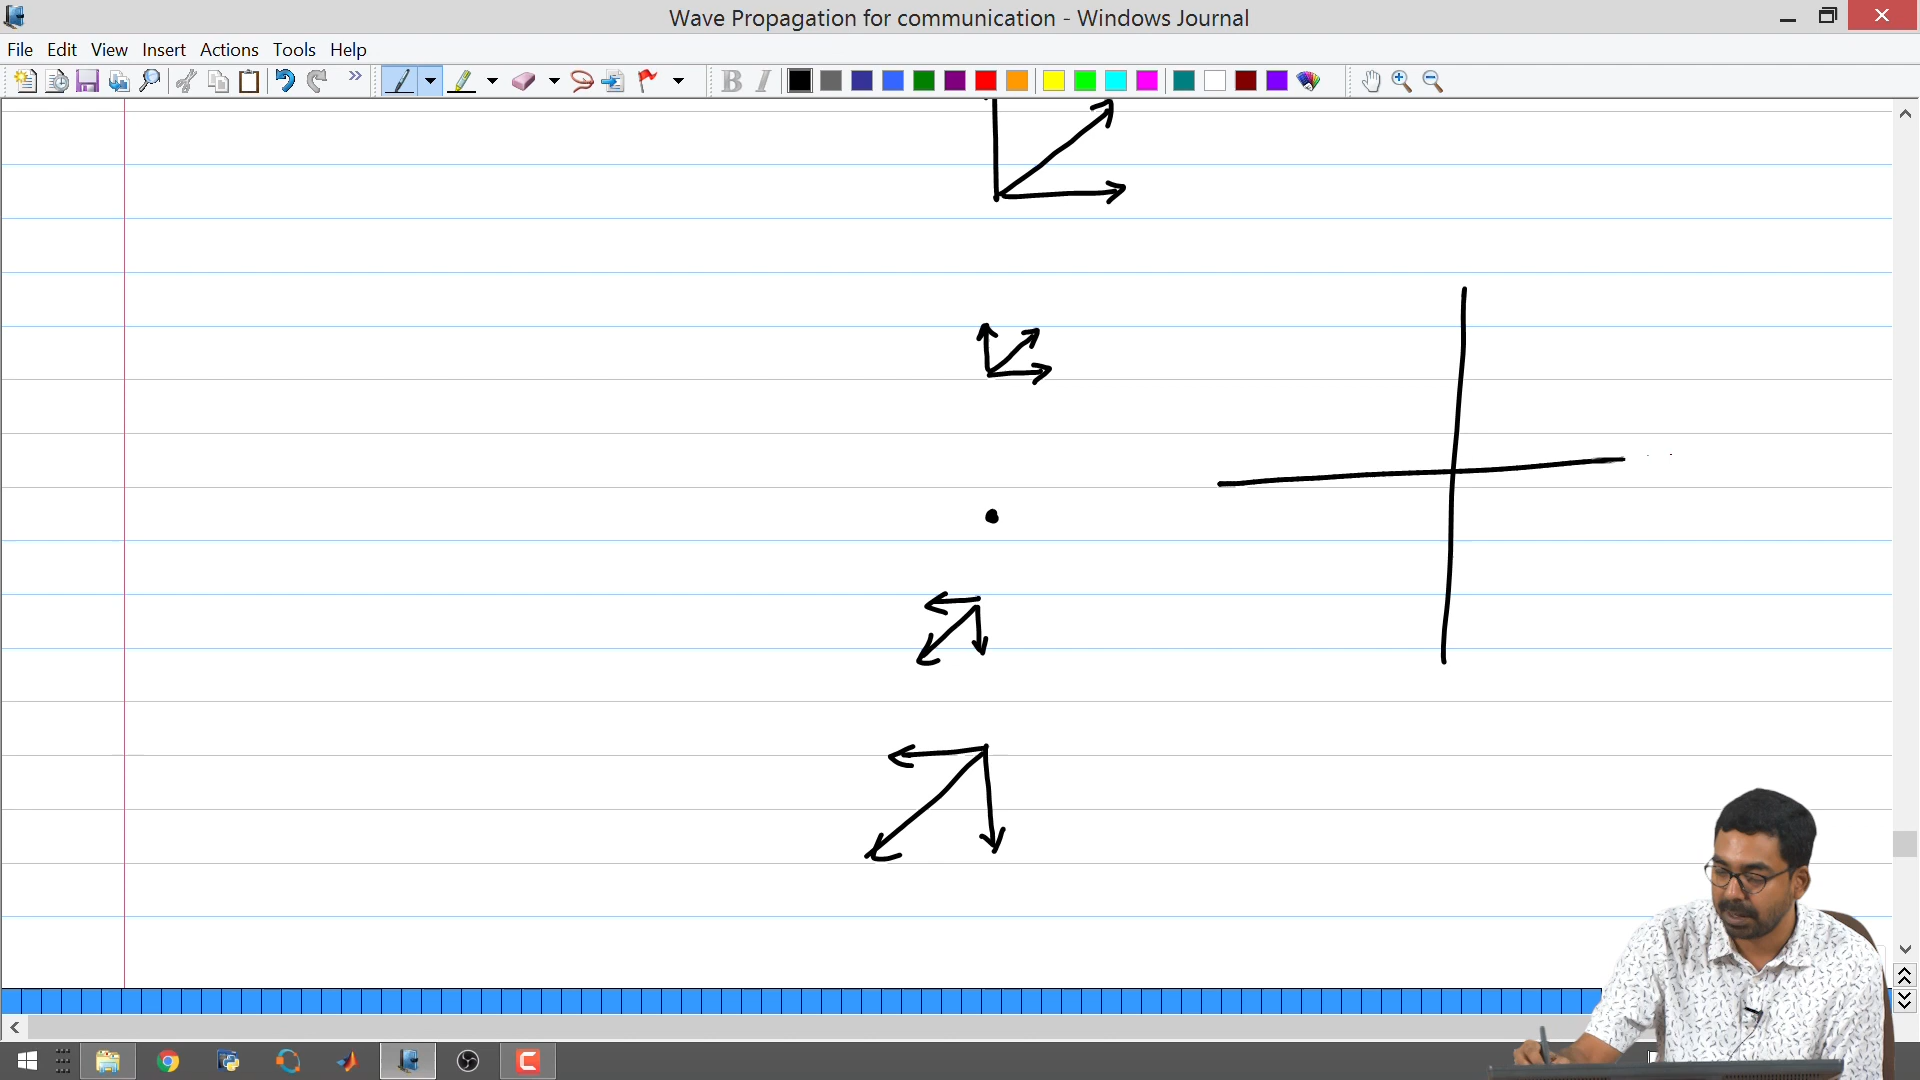 Wave Propagation for communication - Windows Journal
File Edit View Insert Actions Tools Help
B I